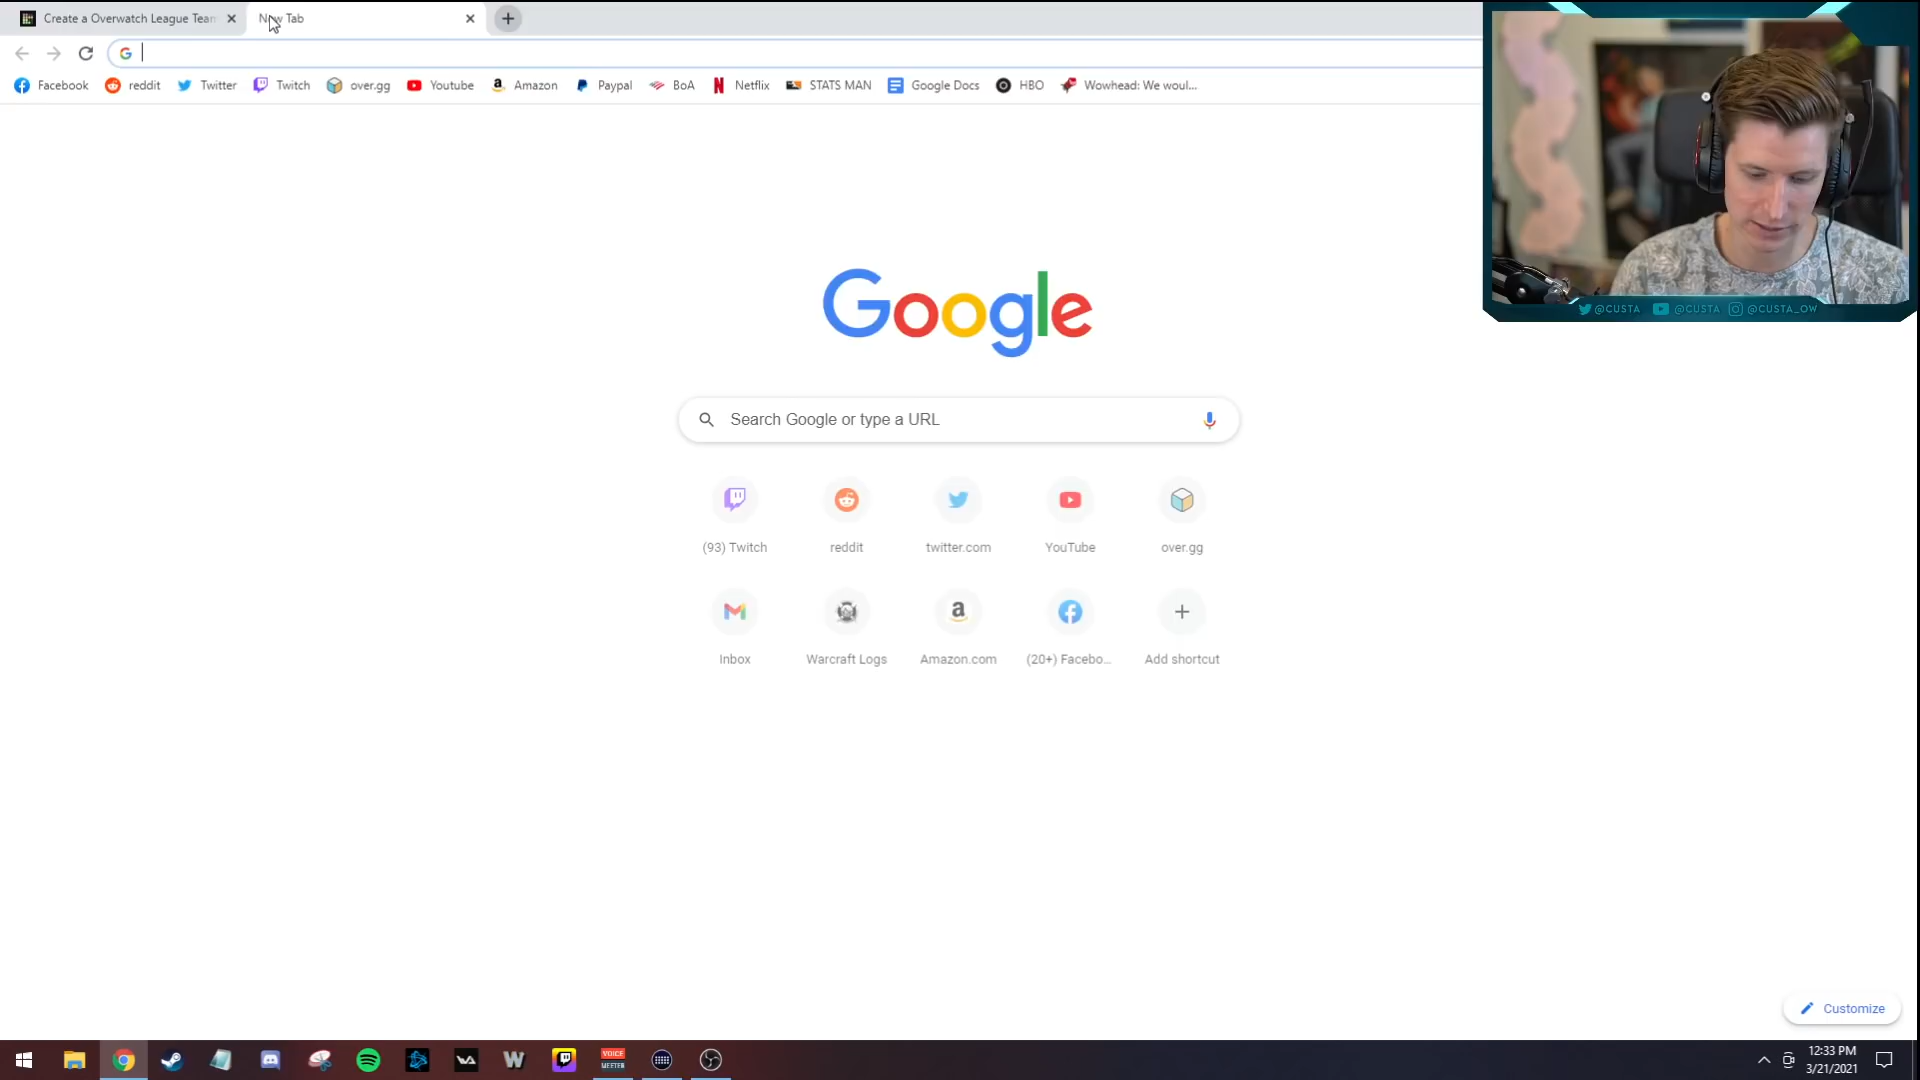 Create a Overwatch League Team
New Tab
Facebook
reddit
Twitter
Twitch
over.gg
Youtube
Amazon
Paypal
BoA
Netflix
STATS MAN
Google Docs
HBO
Wowhead: We woul...
@CUSTA @CUSTA @CUSTA_OW
Google
Search Google or type a URL
(93) Twitch
reddit
twitter.com
YouTube
over.gg
Inbox
Warcraft Logs
Amazon.com
(20+) Facebo...
Add shortcut
Customize
VOICE
MEETER
12:33 PM
3/21/2021